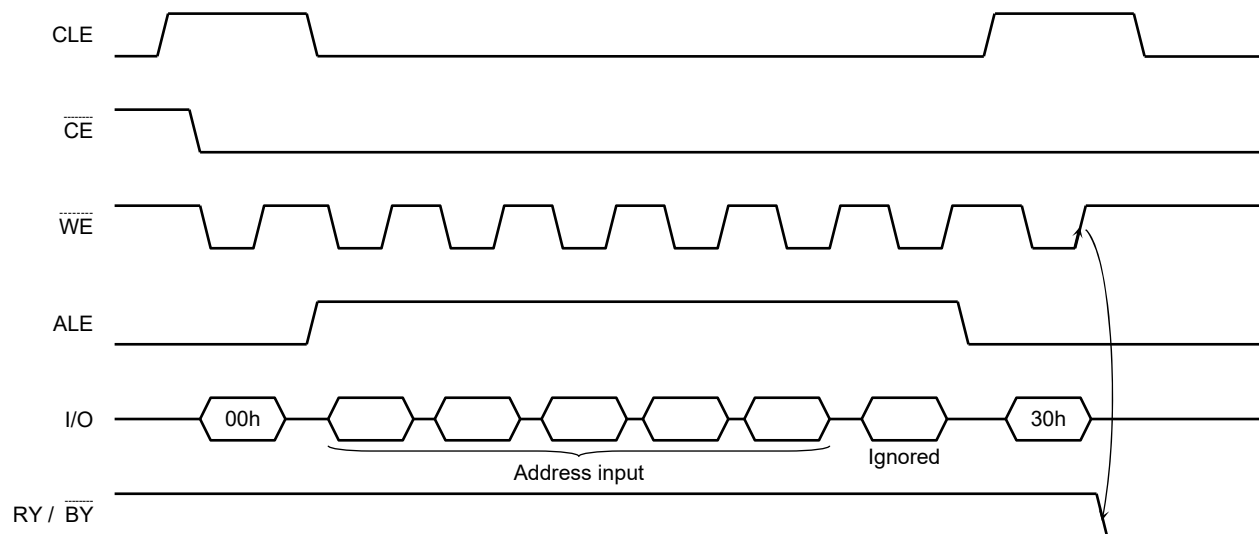 CLE
CE
WE
ALE
I/O 00h 30h
Ignored
Address input
RY / BY